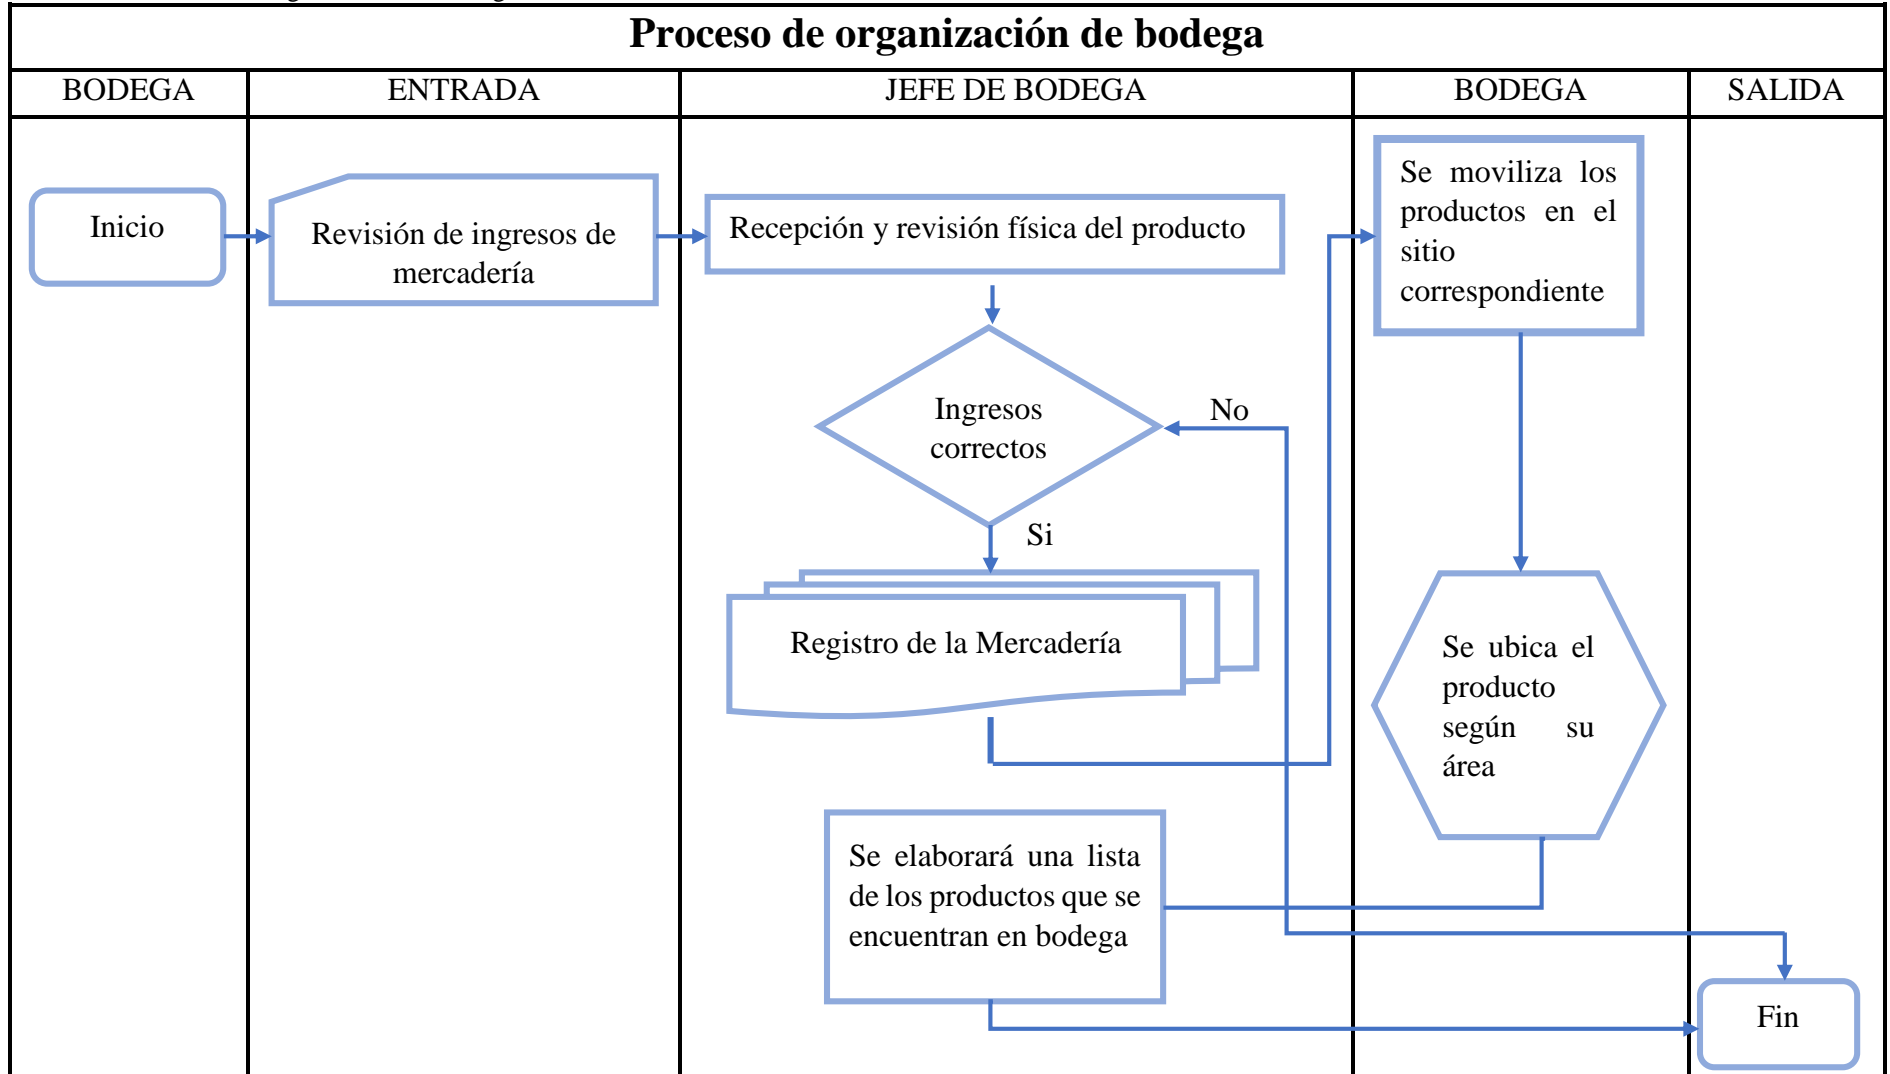 Proceso de organización de bodega
BODEGA
ENTRADA
JEFE DE BODEGA
BODEGA
SALIDA
Inicio
Revisión de ingresos de
mercadería
Recepción y revisión física del producto
Ingresos
correctos
No
Si
Registro de la Mercadería
Se elaborará una lista
de los productos que se
encuentran en bodega
Se moviliza los
productos en el
sitio
correspondiente
Se ubica el
producto
según su
área
Fin